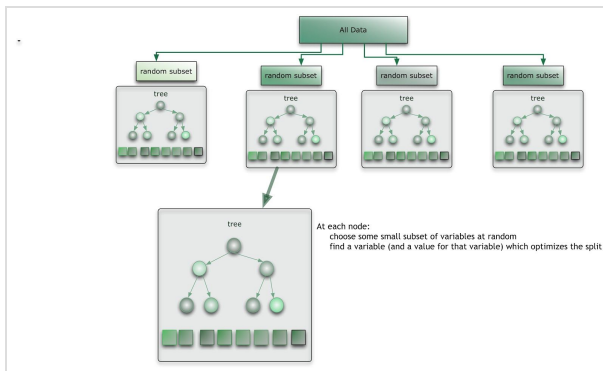 All Data
random subset
random subset
random subset
random subset
tree
tree
tree
tree
tree
At each node:
choose some small subset of variables at random
find a variable (and a value for that variable) which optimizes the split